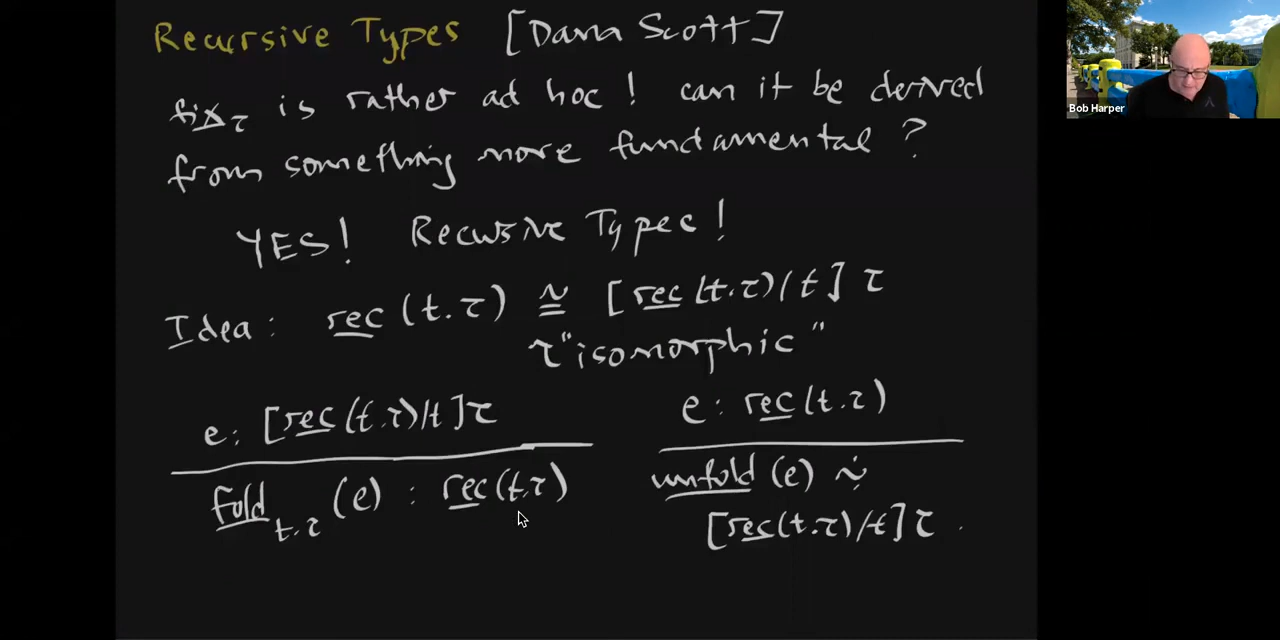 Recursive Types [Dana Scott]
fix_τ is rather ad hoc! can it be derived
from something more fundamental?
YES! Recursive Types!
Idea: rec(t.τ) ≅ [rec(t.τ)/t]τ
"isomorphic"
e: [rec(t.τ)/t]τ
fold_t.τ (e) : rec(t.τ)
e: rec(t.τ)
unfold(e) :
[rec(t.τ)/t]τ.
Bob Harper